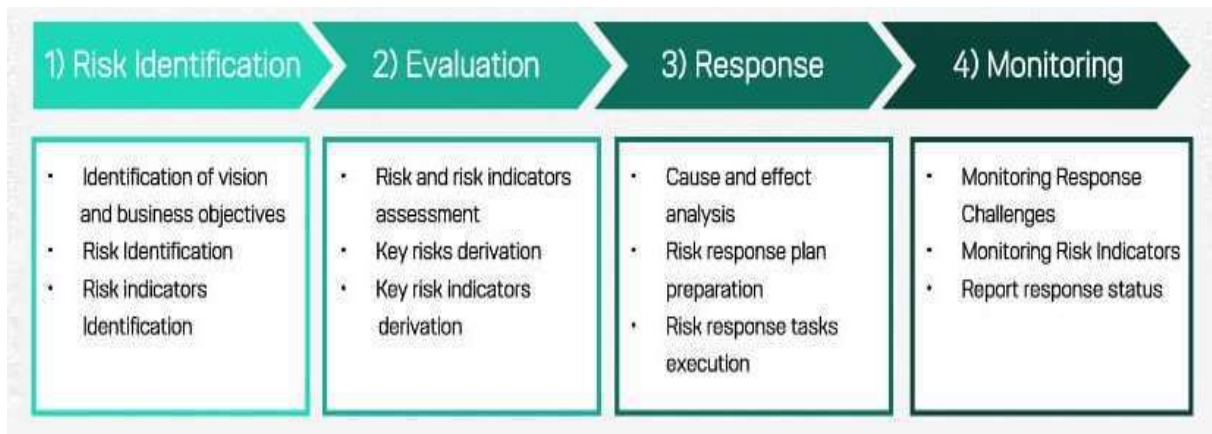 1) Risk Identification
2) Evaluation
3) Response
4) Monitoring
• Identification of vision
and business objectives
• Risk Identification
• Risk indicators
Identification
• Risk and risk indicators
assessment
• Key risks derivation
• Key risk indicators
derivation
• Cause and effect
analysis
• Risk response plan
preparation
• Risk response tasks
execution
• Monitoring Response
Challenges
• Monitoring Risk Indicators
• Report response status